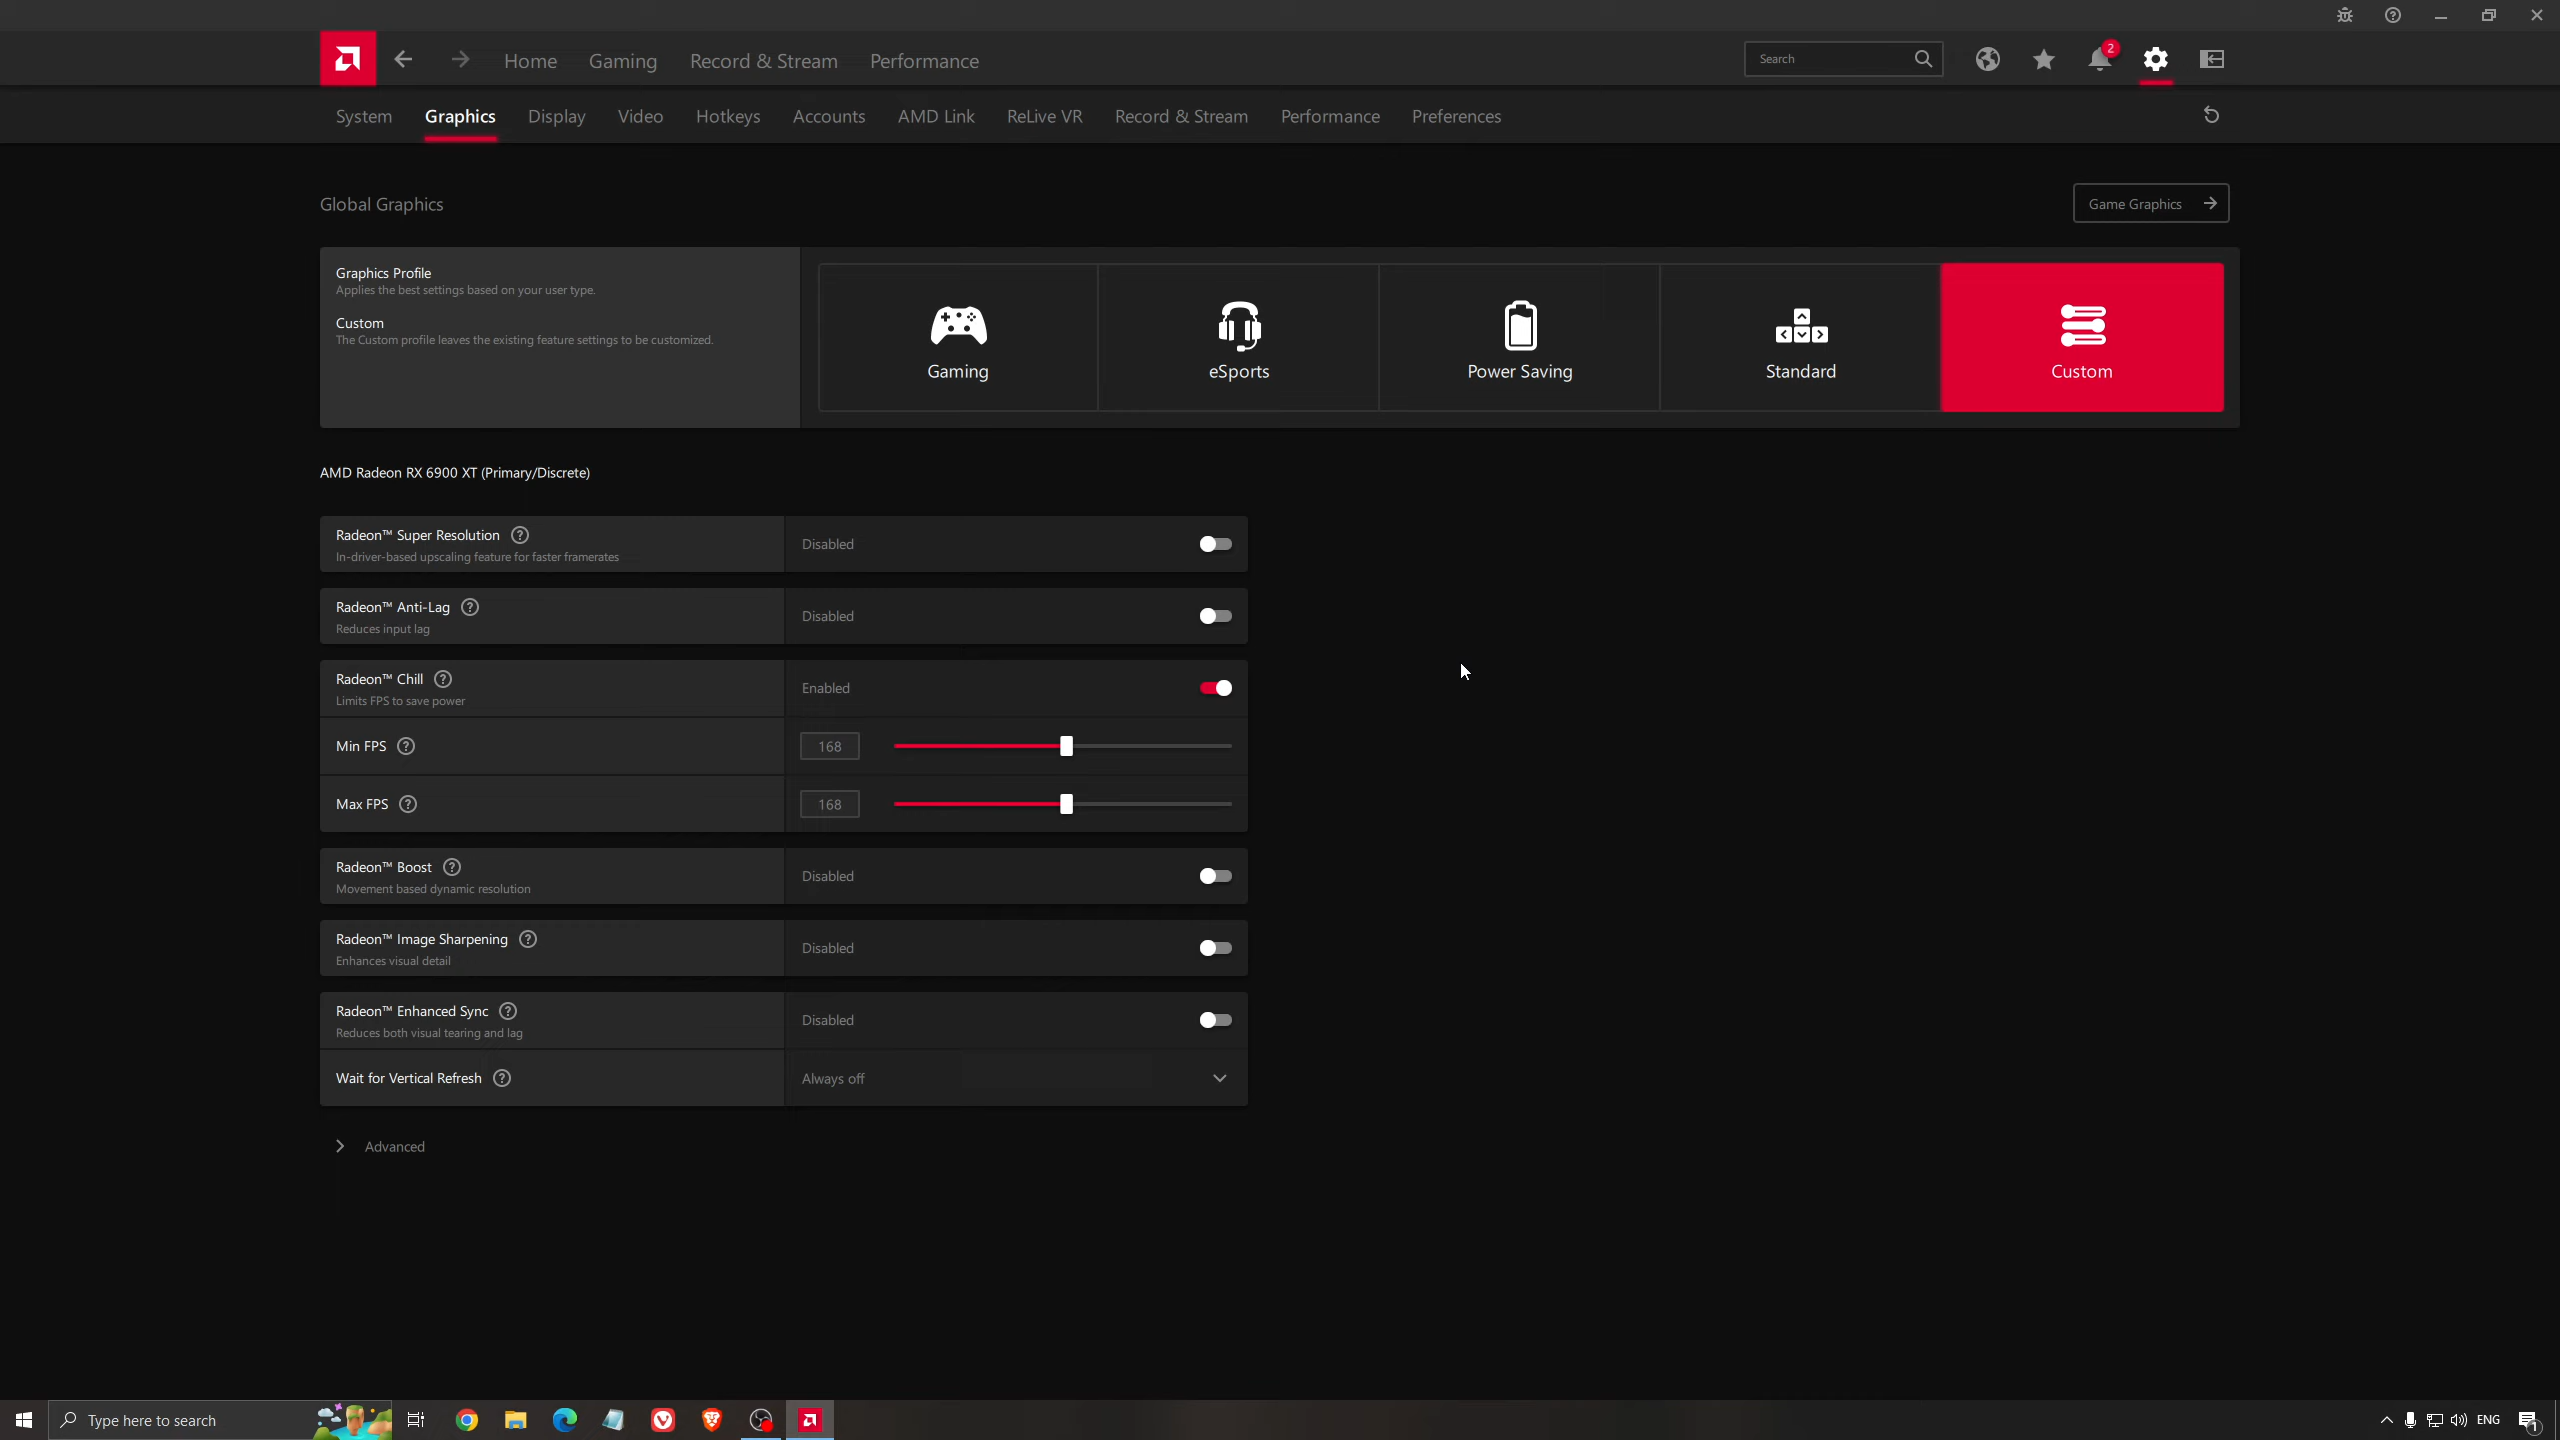 Home Gaming Record & Stream Performance
Search
2
System Graphics Display Video Hotkeys Accounts AMD Link ReLive VR Record & Stream Performance Preferences
Global Graphics
Game Graphics
Graphics Profile
Applies the best settings based on your user type.
Custom
The Custom profile leaves the existing feature settings to be customized.
Gaming
eSports
Power Saving
Standard
Custom
AMD Radeon RX 6900 XT (Primary/Discrete)
Radeon™ Super Resolution ?
In-driver-based upscaling feature for faster framerates
Disabled
Radeon™ Anti-Lag ?
Reduces input lag
Disabled
Radeon™ Chill ?
Limits FPS to save power
Enabled
Min FPS ?
168
Max FPS ?
168
Radeon™ Boost ?
Movement based dynamic resolution
Disabled
Radeon™ Image Sharpening ?
Enhances visual detail
Disabled
Radeon™ Enhanced Sync ?
Reduces both visual tearing and lag
Disabled
Wait for Vertical Refresh ?
Always off
Advanced
Type here to search
ENG
1